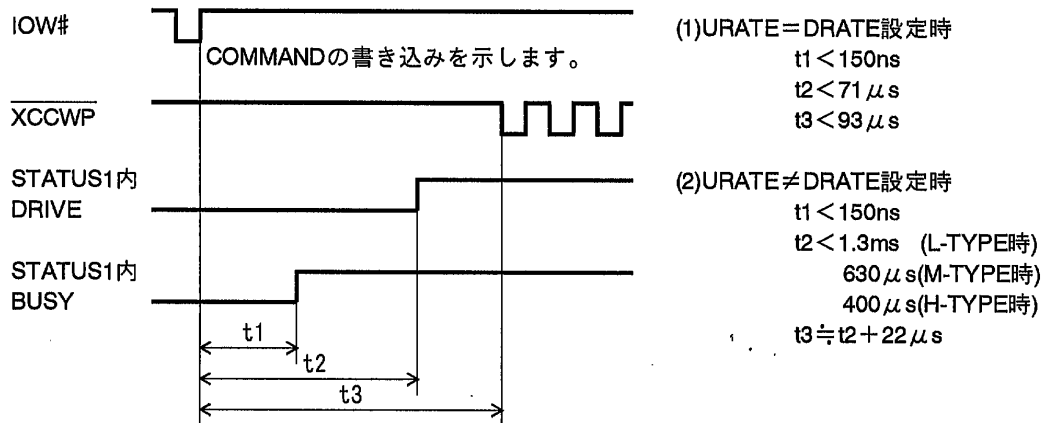 IOW#
COMMANDの書き込みを示します。
XCCWP
STATUS1内
DRIVE
STATUS1内
BUSY
t1
t2
t3
(1)URATE=DRATE設定時
t1<150ns
t2<71μs
t3<93μs
(2)URATE≠DRATE設定時
t1<150ns
t2<1.3ms (L-TYPE時)
630μs(M-TYPE時)
400μs(H-TYPE時)
t3≒t2+22μs